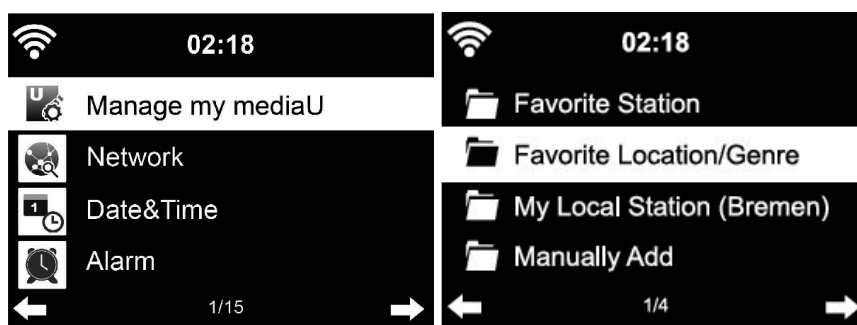 02:18
U
Manage my mediaU
Network
1
Date&Time
Alarm
1/15
02:18
Favorite Station
Favorite Location/Genre
My Local Station (Bremen)
Manually Add
1/4